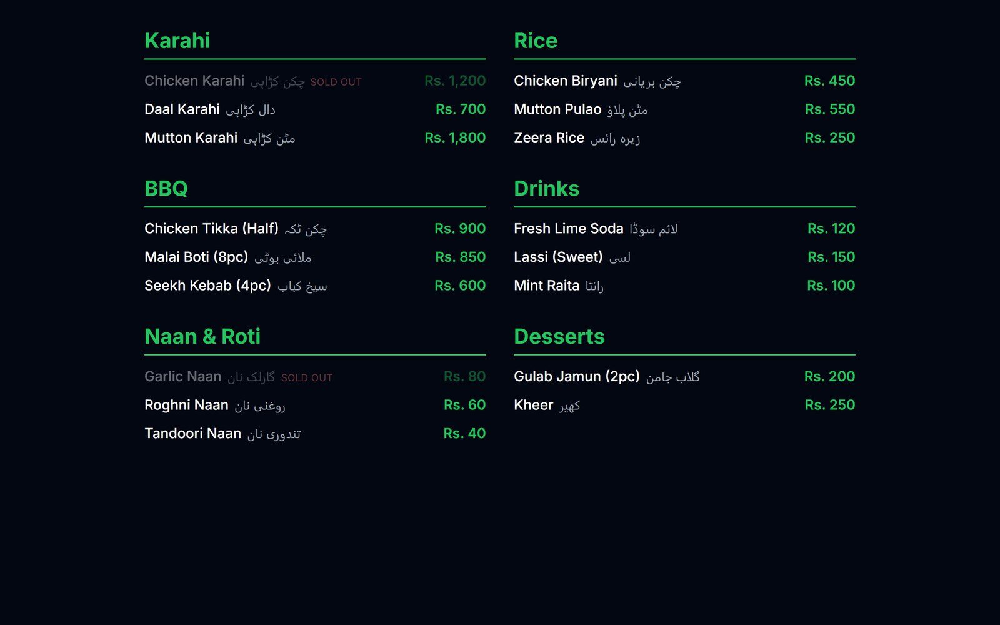 Karahi
Chicken Karahi چکن کڑاہی SOLD OUT Rs. 1,200
Daal Karahi دال کڑاہی Rs. 700
Mutton Karahi مٹن کڑاہی Rs. 1,800
BBQ
Chicken Tikka (Half) چکن ٹکہ Rs. 900
Malai Boti (8pc) ملائی بوٹی Rs. 850
Seekh Kebab (4pc) سیخ کباب Rs. 600
Naan & Roti
Garlic Naan گارلک نان SOLD OUT Rs. 80
Roghni Naan روغنی نان Rs. 60
Tandoori Naan تندوری نان Rs. 40
Rice
Chicken Biryani چکن بریانی Rs. 450
Mutton Pulao مٹن پلاؤ Rs. 550
Zeera Rice زیرہ رائس Rs. 250
Drinks
Fresh Lime Soda لائم سوڈا Rs. 120
Lassi (Sweet) لسی Rs. 150
Mint Raita رائتا Rs. 100
Desserts
Gulab Jamun (2pc) گلاب جامن Rs. 200
Kheer کھیر Rs. 250